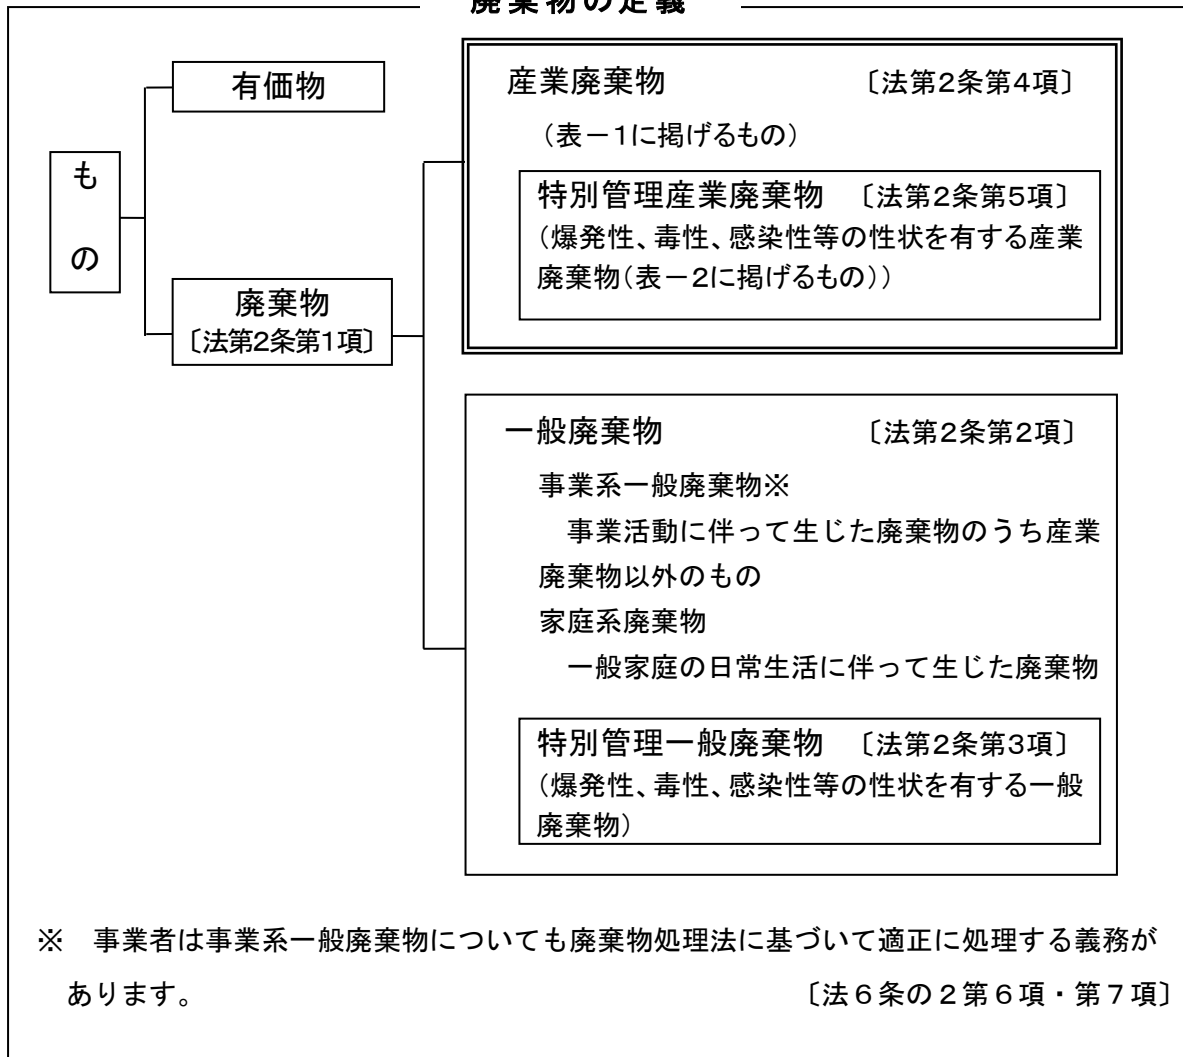 廃棄物の定義
有価物
もの
廃棄物
〔法第2条第1項〕
産業廃棄物 〔法第2条第4項〕
（表－1に掲げるもの）
特別管理産業廃棄物 〔法第2条第5項〕
（爆発性、毒性、感染性等の性状を有する産業
廃棄物（表－2に掲げるもの））
一般廃棄物 〔法第2条第2項〕
事業系一般廃棄物※
事業活動に伴って生じた廃棄物のうち産業
廃棄物以外のもの
家庭系廃棄物
一般家庭の日常生活に伴って生じた廃棄物
特別管理一般廃棄物 〔法第2条第3項〕
（爆発性、毒性、感染性等の性状を有する一般
廃棄物）
※ 事業者は事業系一般廃棄物についても廃棄物処理法に基づいて適正に処理する義務が
あります。 〔法６条の２第６項・第７項〕